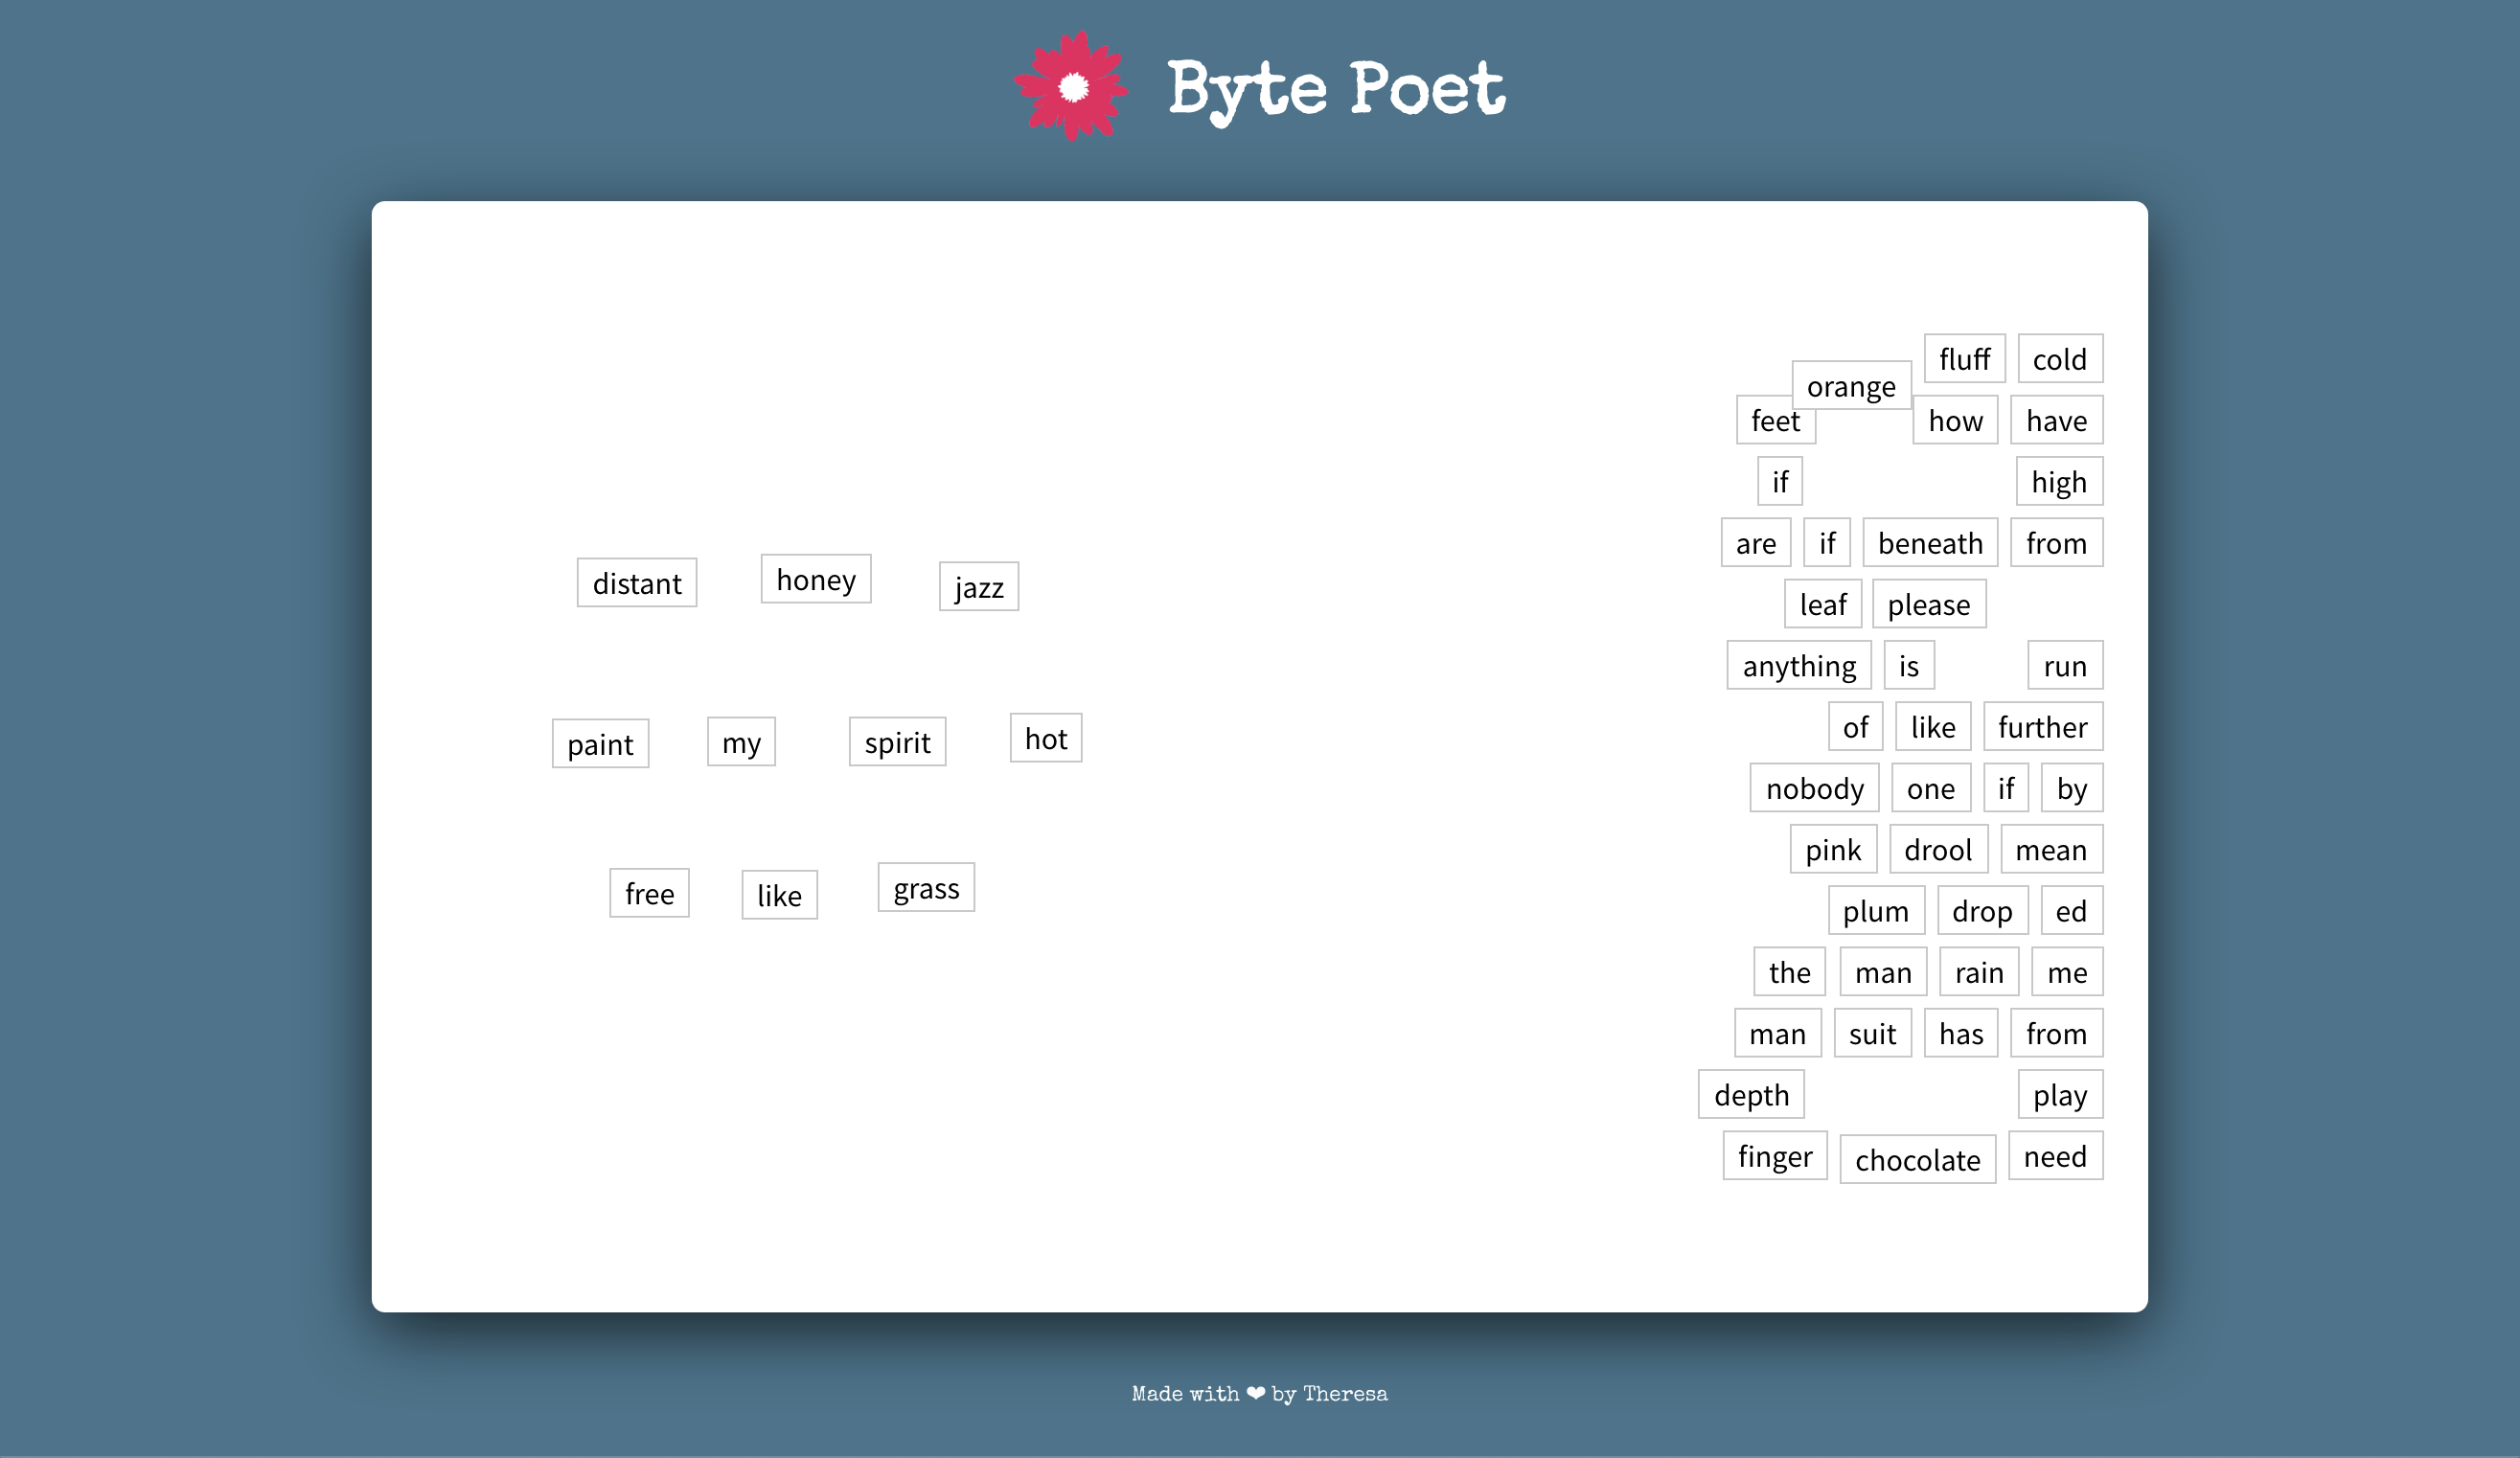 Byte Poet
distant honey jazz
paint my spirit hot
free like grass
fluff cold
orange
feet how have
if high
are if beneath from
leaf please
anything is run
of like further
nobody one if by
pink drool mean
plum drop ed
the man rain me
man suit has from
depth play
finger chocolate need
Made with ❤ by Theresa